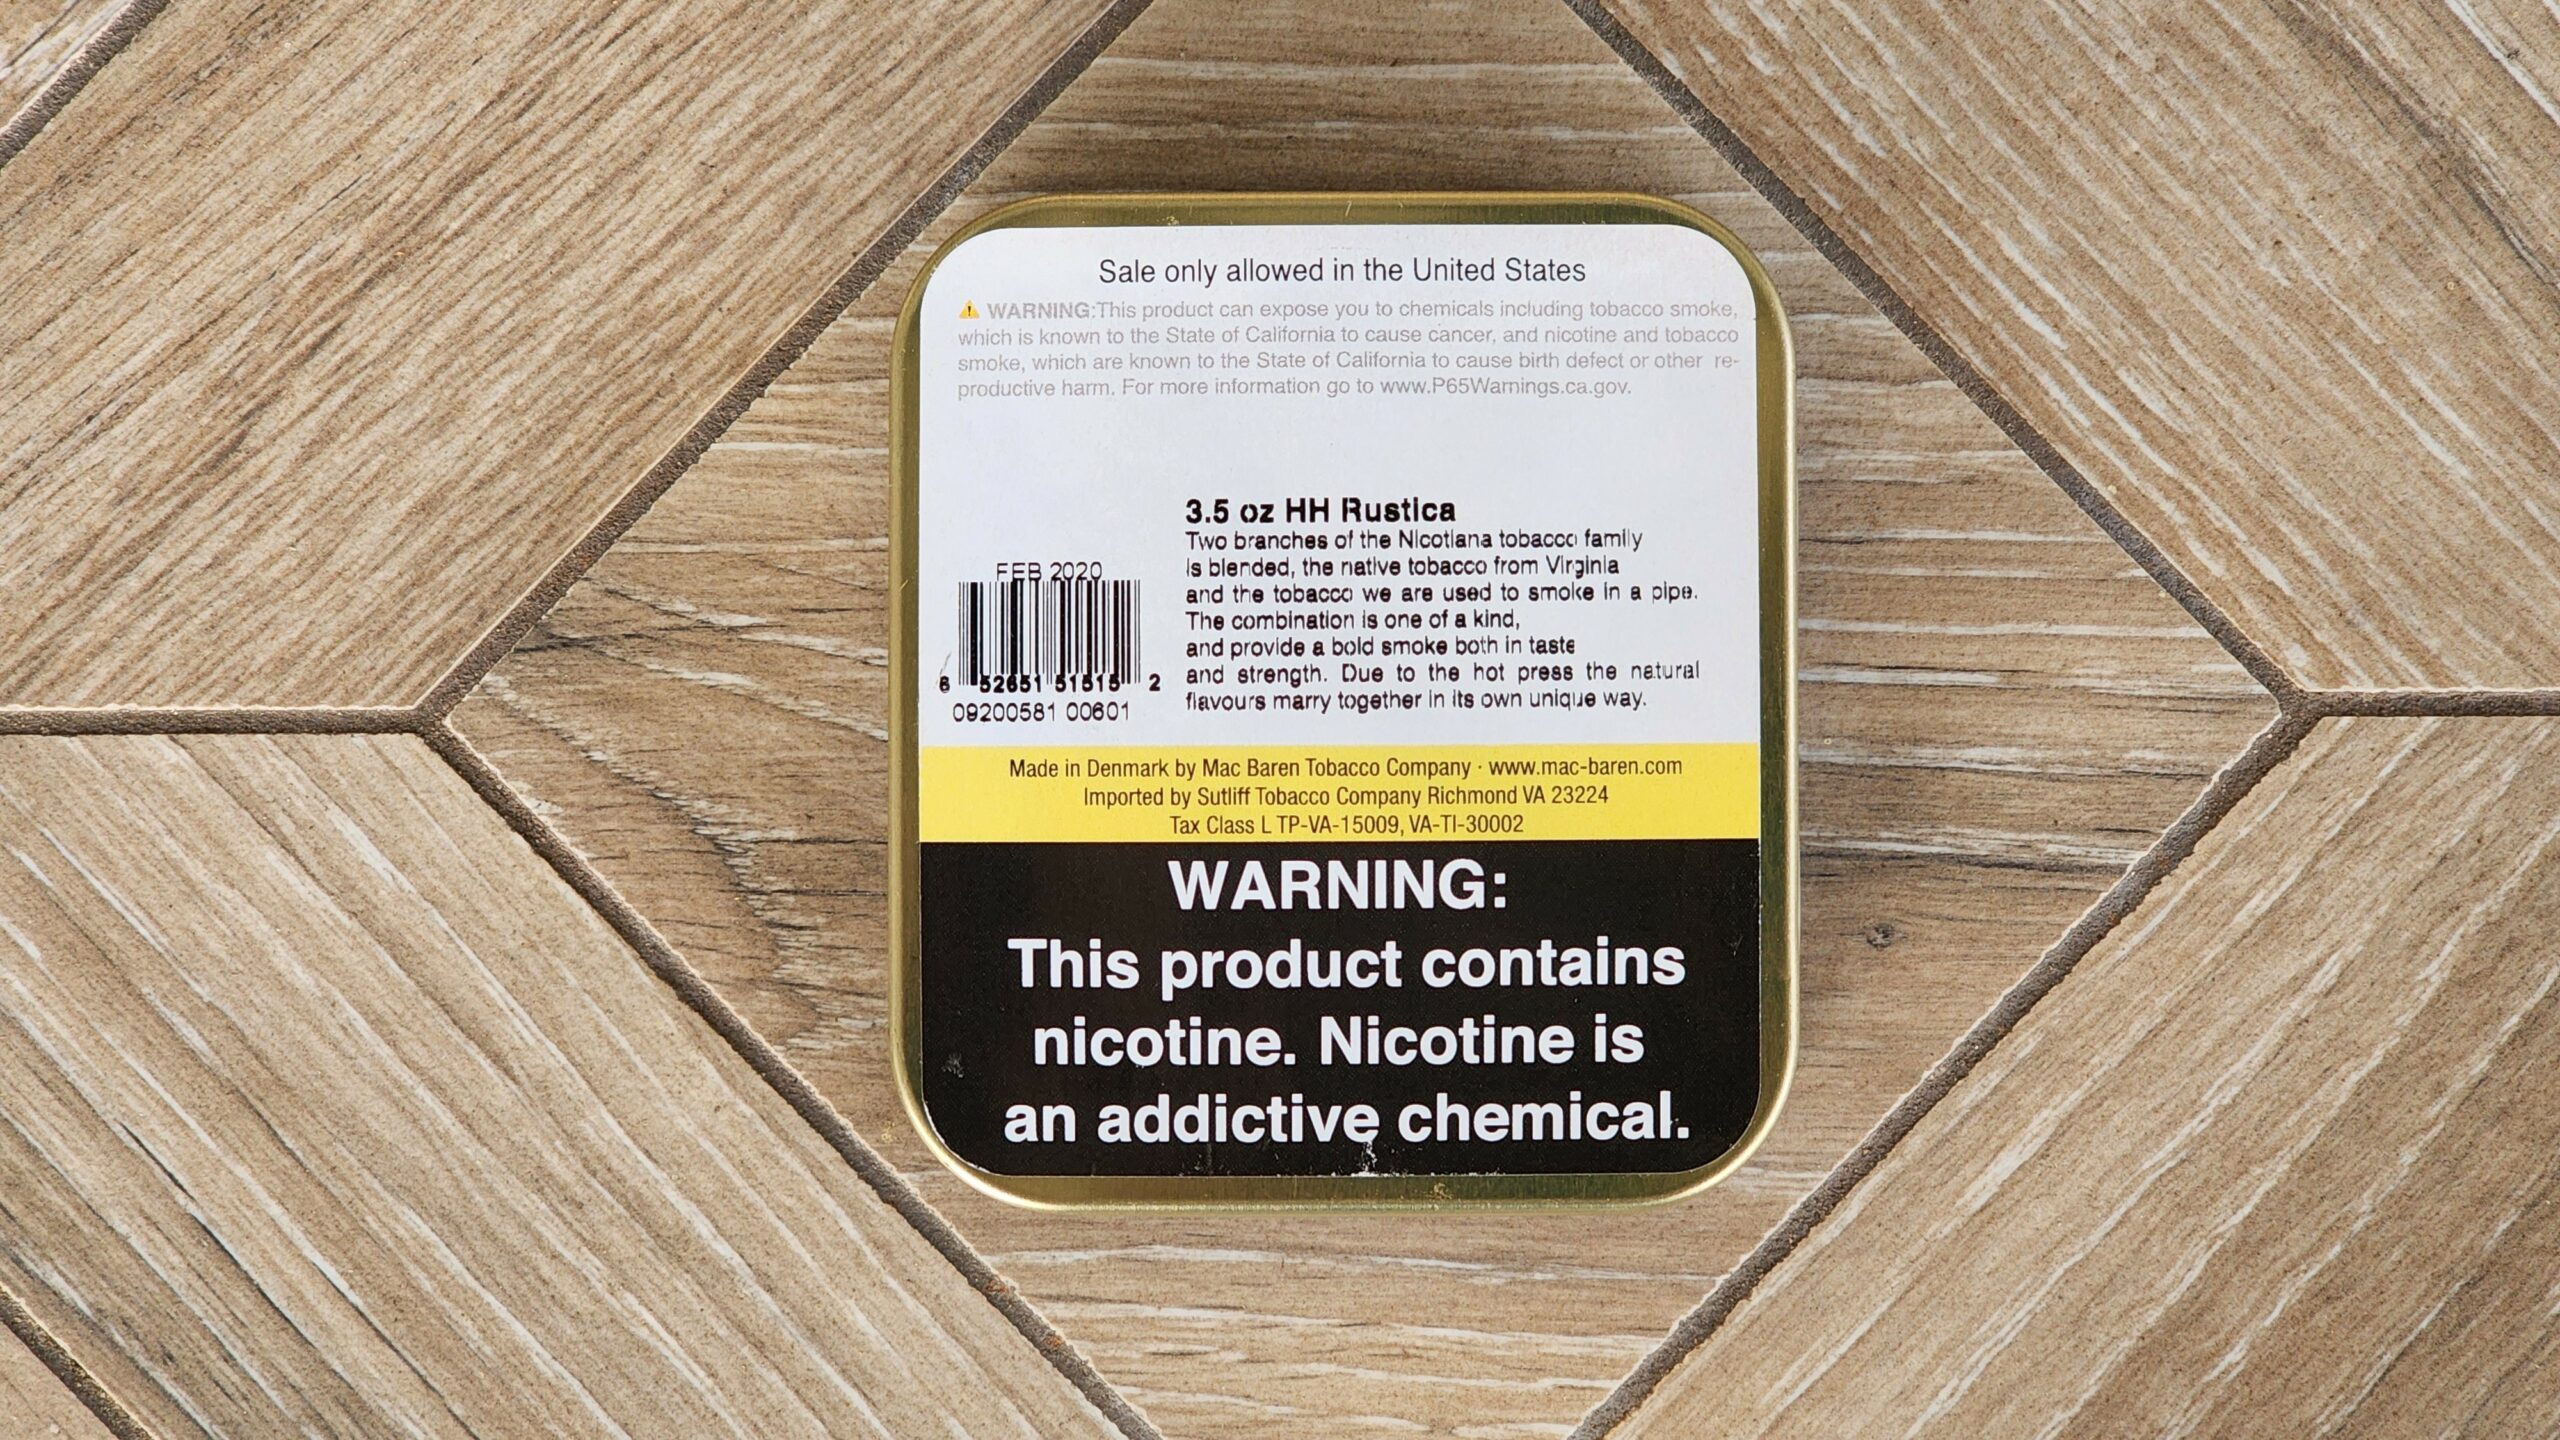 Sale only allowed in the United States
⚠ WARNING:This product can expose you to chemicals including tobacco smoke,
which is known to the State of California to cause cancer, and nicotine and tobacco
smoke, which are known to the State of California to cause birth defect or other re-
productive harm. For more information go to www.P65Warnings.ca.gov.
3.5 oz HH Rustica
Two branches of the Nicotiana tobacco family
is blended, the native tobacco from Virginia
and the tobacco we are used to smoke in a pipe.
The combination is one of a kind,
and provide a bold smoke both in taste
and strength. Due to the hot press the natural
flavours marry together in its own unique way.
FEB 2020
6 52651 51515 2
09200581 00601
Made in Denmark by Mac Baren Tobacco Company · www.mac-baren.com
Imported by Sutliff Tobacco Company Richmond VA 23224
Tax Class L TP-VA-15009, VA-TI-30002
WARNING:
This product contains
nicotine. Nicotine is
an addictive chemical.